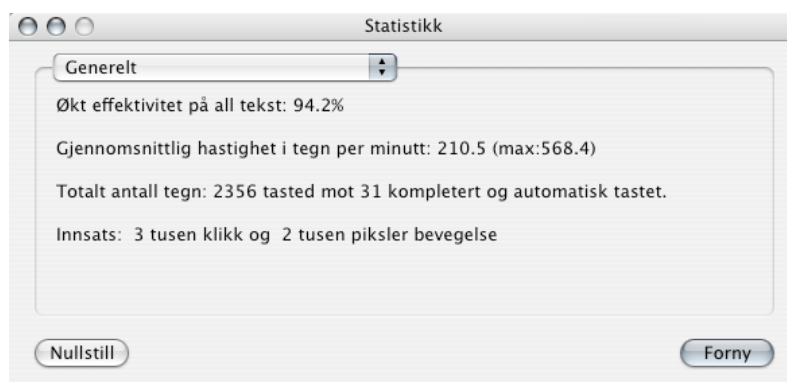 Statistikk
Generelt
Økt effektivitet på all tekst: 94.2%
Gjennomsnittlig hastighet i tegn per minutt: 210.5 (max:568.4)
Totalt antall tegn: 2356 tasted mot 31 kompletert og automatisk tastet.
Innsats:  3 tusen klikk og  2 tusen piksler bevegelse
Nullstill
Forny